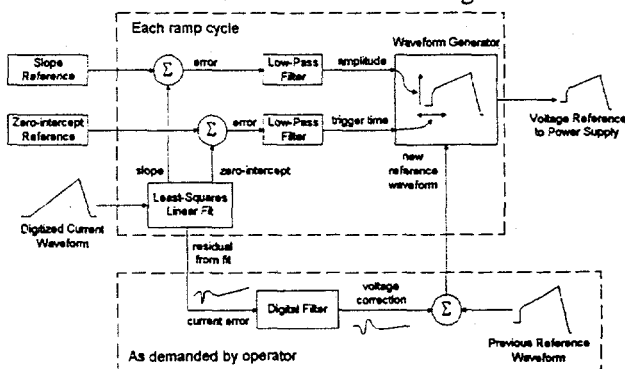 Each ramp cycle
Waveform Generator
Slope
Reference
Σ
error
Low-Pass
Filter
amplitude
Zero-intercept
Reference
Σ
error
Low-Pass
Filter
trigger time
Voltage Reference
to Power Supply
slope
zero-intercept
new
reference
waveform
Least-Squares
Linear Fit
Digitized Current
Waveform
residual
from fit
current error
Digital Filter
voltage
correction
Σ
Previous Reference
Waveform
As demanded by operator